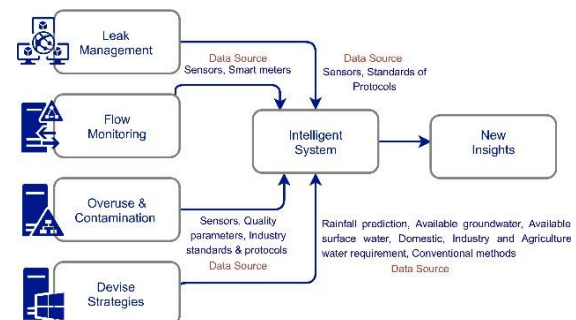 Leak
Management
Data Source
Sensors, Smart meters
Data Source
Sensors, Standards of
Protocols
Flow
Monitoring
Intelligent
System
New
Insights
Overuse &
Contamination
Sensors, Quality
parameters, Industry
standards & protocols
Data Source
Rainfall prediction, Available groundwater, Available
surface water, Domestic, Industry and Agriculture
water requirement, Conventional methods
Data Source
Devise
Strategies